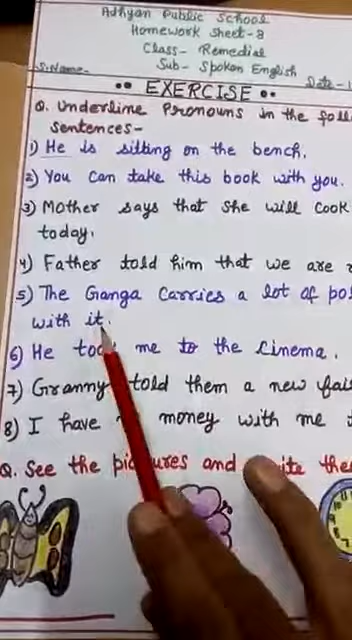 Adhyan Public School
Homework Sheet-8
Class- Remedial
S.Name- Sub- Spoken English
Date-
•• EXERCISE ••
Q. Underline Pronouns in the
sentences-
1) He is sitting on the bench.
2) You can take this book with you.
3) Mother says that she will cook
today.
4) Father told him that we are
5) The Ganga carries a lot of
with it.
6) He me to the cinema.
7) Granny told them a new
8) I have money with me
Q. See the pictures and